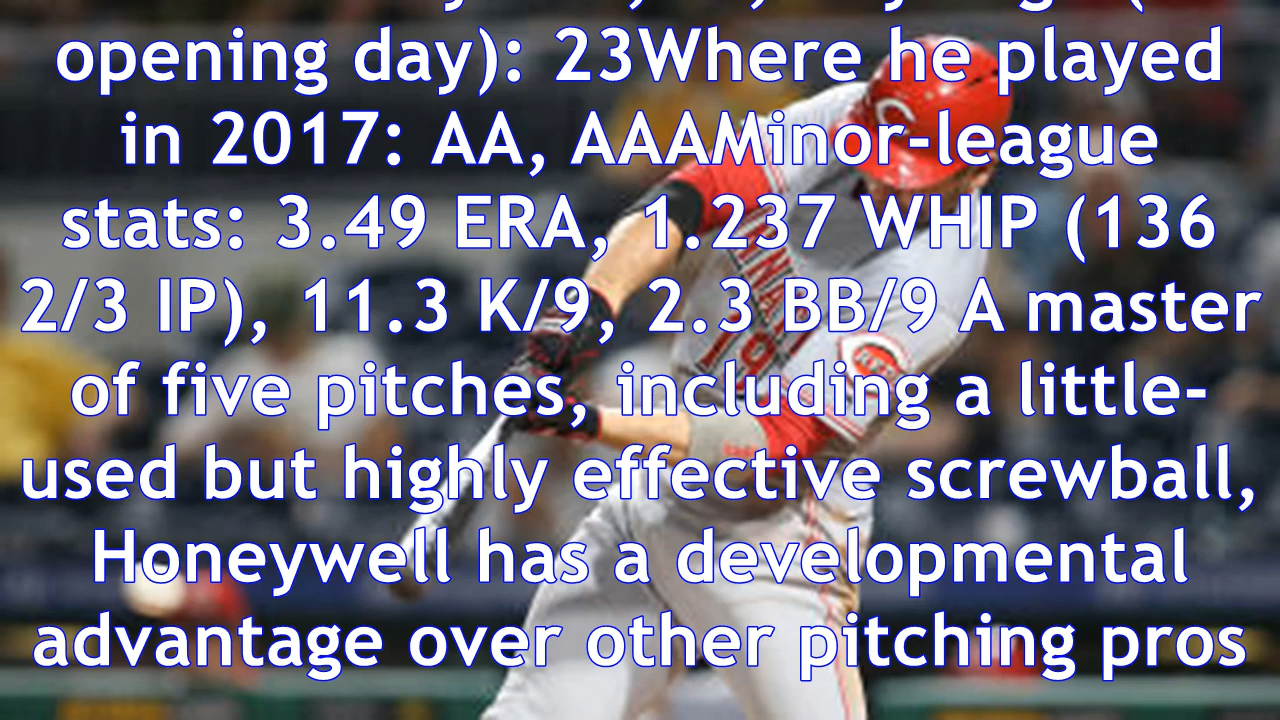 opening day): 23Where he played
in 2017: AA, AAAMinor-league
stats: 3.49 ERA, 1.237 WHIP (136
2/3 IP), 11.3 K/9, 2.3 BB/9 A master
of five pitches, including a little-
used but highly effective screwball,
Honeywell has a developmental
advantage over other pitching pros